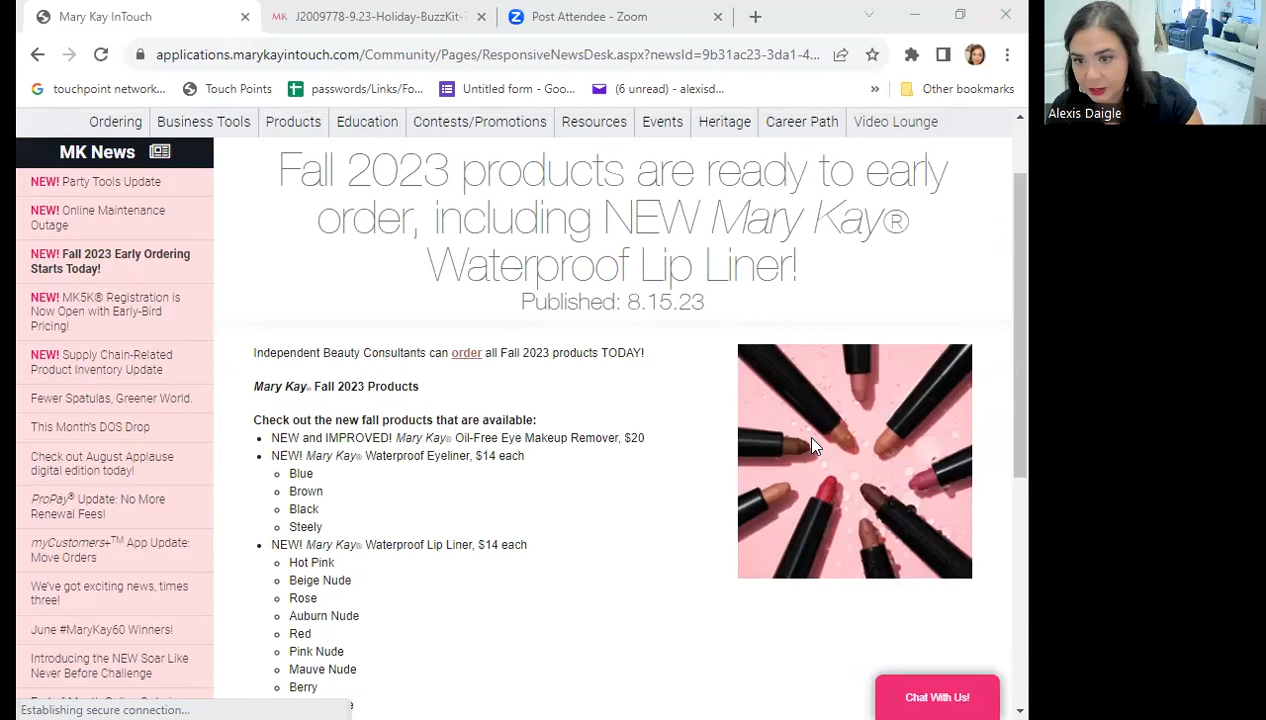 Mary Kay InTouch
J2009778-9.23-Holiday-BuzzKit-
Post Attendee - Zoom
applications.marykayintouch.com/Community/Pages/ResponsiveNewsDesk.aspx?newsId=9b31ac23-3da1-4...
touchpoint network...
Touch Points
passwords/Links/Fo...
Untitled form - Goo...
(6 unread) - alexisd...
»
Other bookmarks
Alexis Daigle
Ordering
Business Tools
Products
Education
Contests/Promotions
Resources
Events
Heritage
Career Path
Video Lounge
MK News
NEW! Party Tools Update
NEW! Online Maintenance
Outage
NEW! Fall 2023 Early Ordering
Starts Today!
NEW! MK5K® Registration is
Now Open with Early-Bird
Pricing!
NEW! Supply Chain-Related
Product Inventory Update
Fewer Spatulas, Greener World.
This Month's DOS Drop
Check out August Applause
digital edition today!
ProPay® Update: No More
Renewal Fees!
myCustomers+TM App Update:
Move Orders
We've got exciting news, times
three!
June #MaryKay60 Winners!
Introducing the NEW Soar Like
Never Before Challenge
Establishing secure connection...
Fall 2023 products are ready to early
order, including NEW Mary Kay®
Waterproof Lip Liner!
Published: 8.15.23
Independent Beauty Consultants can order all Fall 2023 products TODAY!
Mary Kay® Fall 2023 Products
Check out the new fall products that are available:
• NEW and IMPROVED! Mary Kay® Oil-Free Eye Makeup Remover, $20
• NEW! Mary Kay® Waterproof Eyeliner, $14 each
Blue
Brown
Black
Steely
• NEW! Mary Kay® Waterproof Lip Liner, $14 each
Hot Pink
Beige Nude
Rose
Auburn Nude
Red
Pink Nude
Mauve Nude
Berry
Chat With Us!